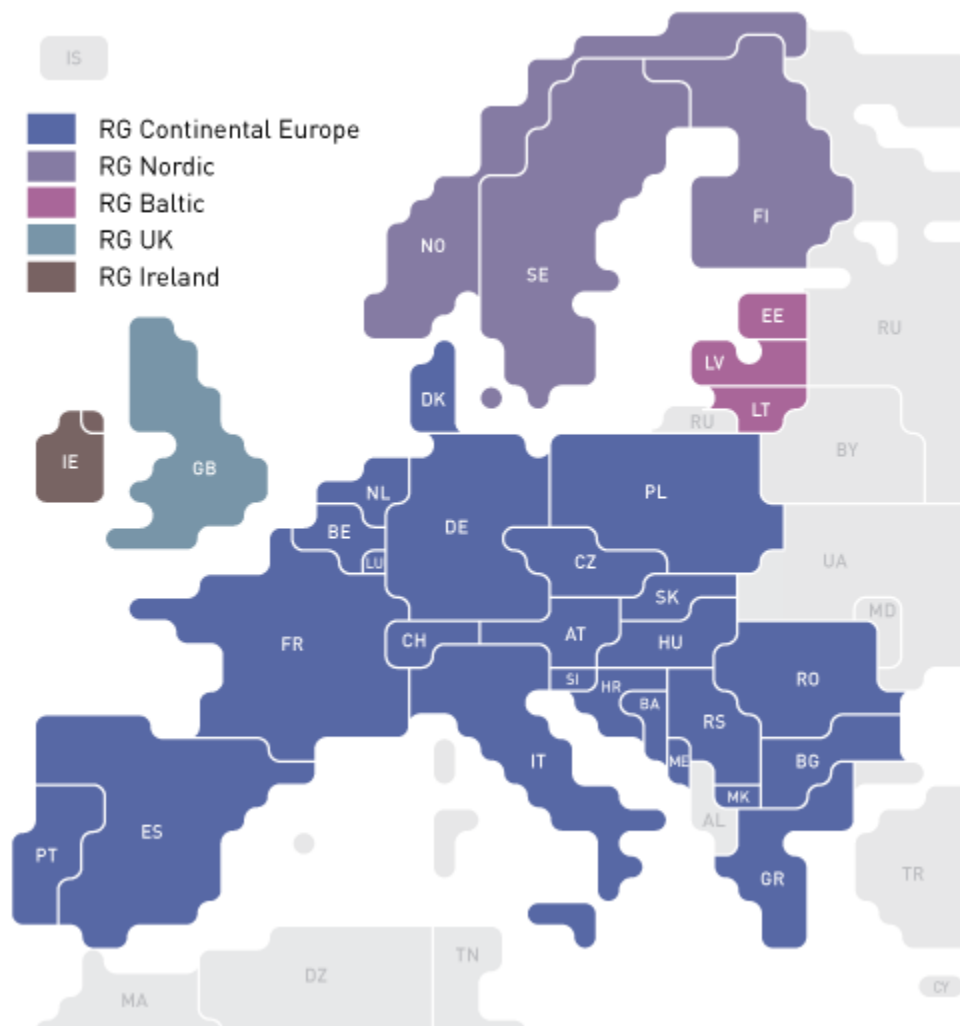 IS
RG Continental Europe
RG Nordic
RG Baltic
RG UK
RG Ireland
FI
NO
SE
EE
RU
LV
DK
LT
RU
BY
IE
GB
NL
PL
BE
DE
LU
CZ
UA
SK
MD
CH
AT
HU
FR
SI
HR
RO
BA
RS
IT
ME
BG
MK
AL
ES
PT
GR
TR
TN
DZ
CY
MA